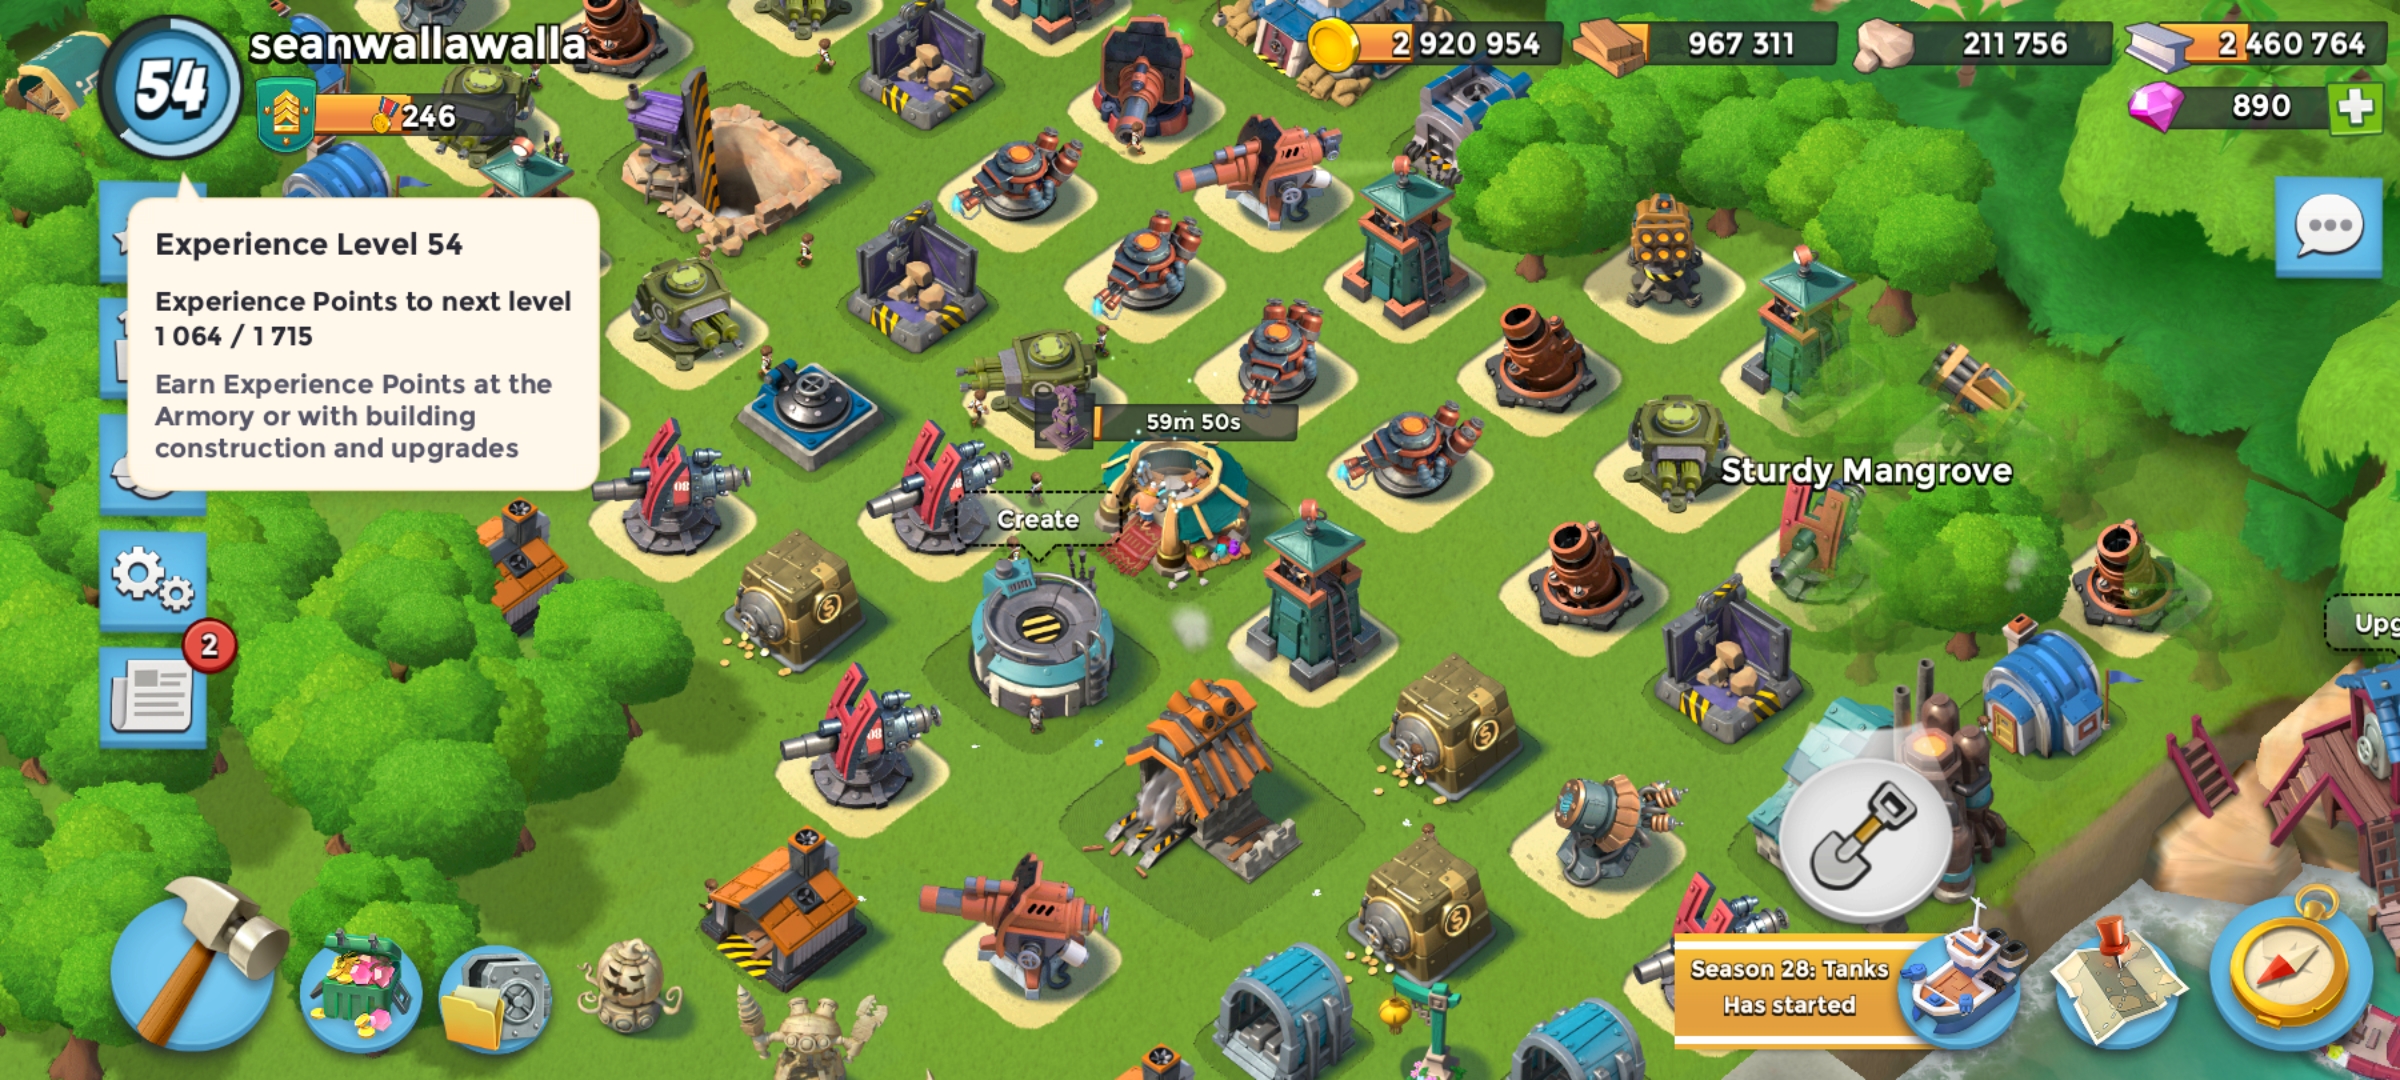 54
seanwallawalla
246
2 920 954
967 311
211 756
2 460 764
890
Experience Level 54
Experience Points to next level
1 064 / 1 715
Earn Experience Points at the
Armory or with building
construction and upgrades
59m 50s
Create
Sturdy Mangrove
Upg
2
Season 28: Tanks
Has started